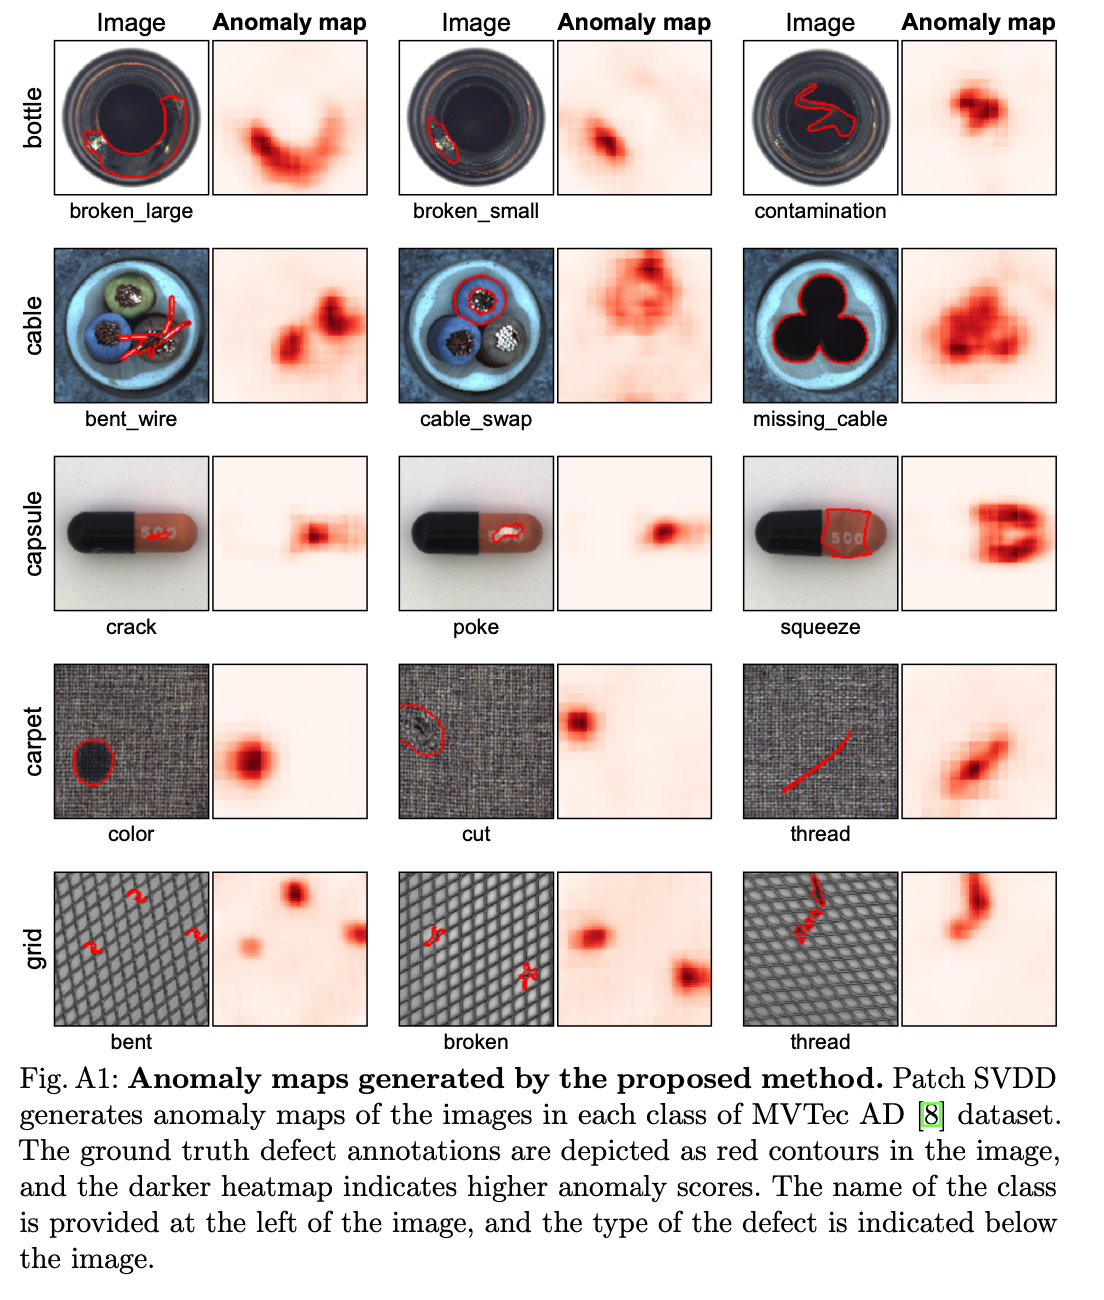 Image Anomaly map Image Anomaly map Image Anomaly map
bottle
broken_large broken_small contamination
cable
bent_wire cable_swap missing_cable
capsule
500 500
crack poke squeeze
carpet
color cut thread
grid
bent broken thread
Fig. A1: Anomaly maps generated by the proposed method. Patch SVDD
generates anomaly maps of the images in each class of MVTec AD [8] dataset.
The ground truth defect annotations are depicted as red contours in the image,
and the darker heatmap indicates higher anomaly scores. The name of the class
is provided at the left of the image, and the type of the defect is indicated below
the image.